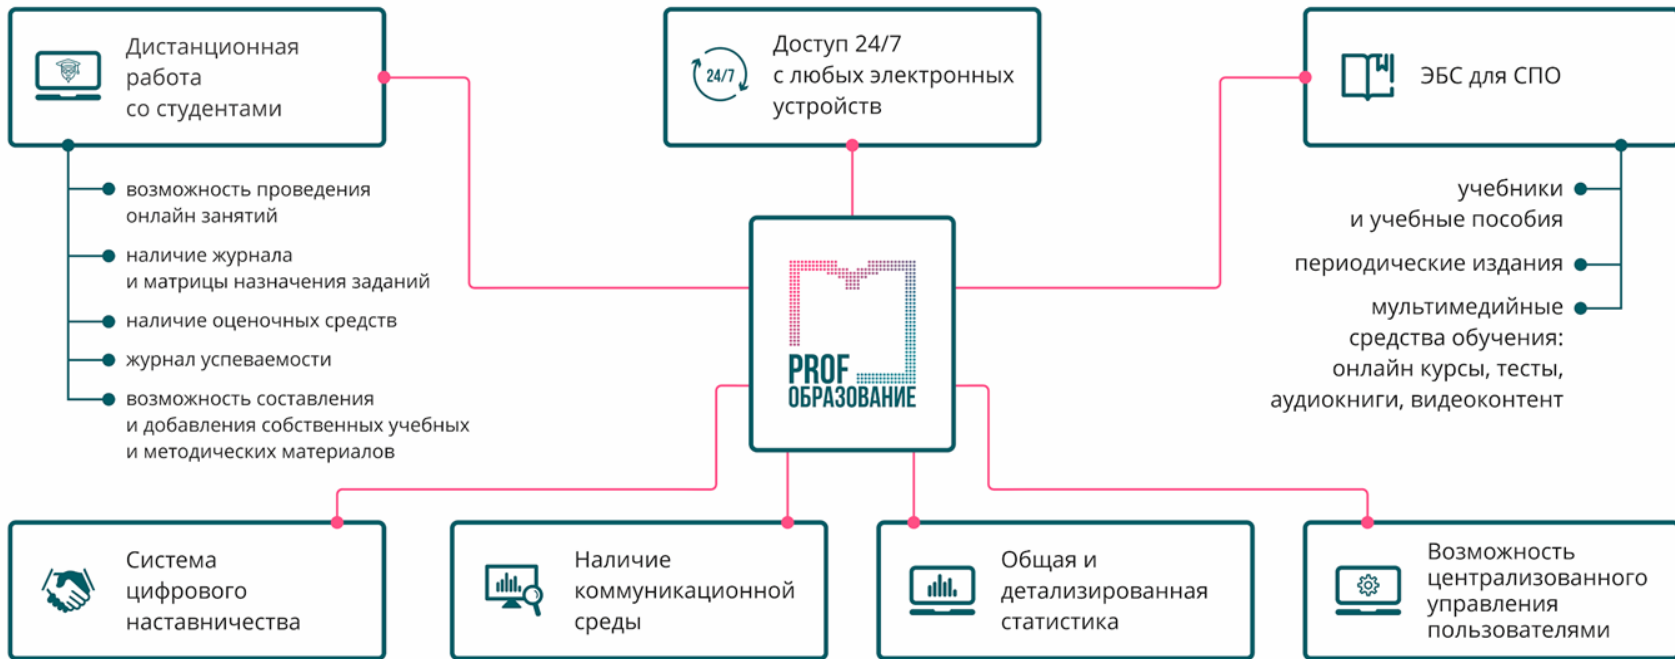 Дистанционная
работа
со студентами
возможность проведения
онлайн занятий
наличие журнала
и матрицы назначения заданий
наличие оценочных средств
журнал успеваемости
возможность составления
и добавления собственных учебных
и методических материалов
24/7
Доступ 24/7
с любых электронных
устройств
ЭБС для СПО
учебники
и учебные пособия
периодические издания
мультимедийные
средства обучения:
онлайн курсы, тесты,
аудиокниги, видеоконтент
PROF
ОБРАЗОВАНИЕ
Система
цифрового
наставничества
Наличие
коммуникационной
среды
Общая и
детализированная
статистика
Возможность
централизованного
управления
пользователями